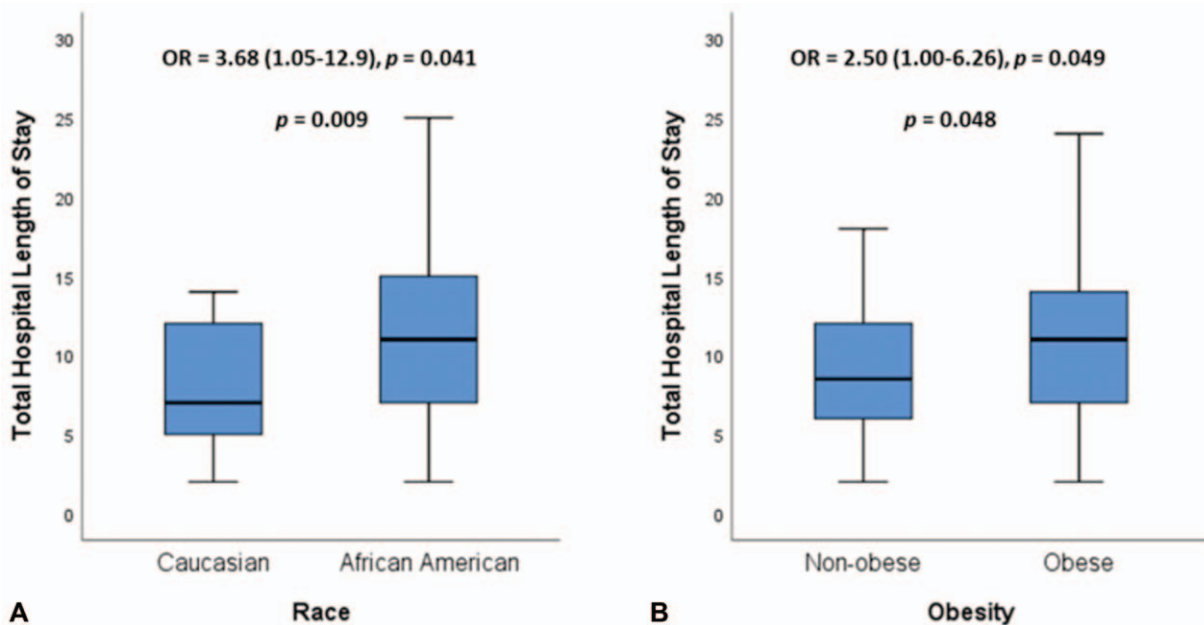 OR = 3.68 (1.05-12.9), p = 0.041
p = 0.009
Total Hospital Length of Stay
30
25
20
15
10
5
0
Caucasian African American
A Race
OR = 2.50 (1.00-6.26), p = 0.049
p = 0.048
Total Hospital Length of Stay
30
25
20
15
10
5
0
Non-obese Obese
B Obesity